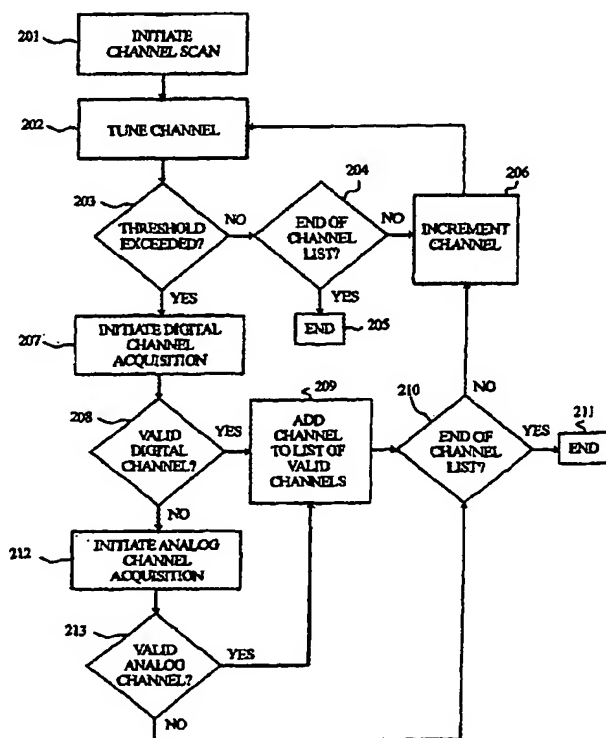 201
INITIATE
CHANNEL SCAN
202
TUNE CHANNEL
203
THRESHOLD
EXCEEDED?
NO
YES
204
END OF
CHANNEL
LIST?
NO
YES
END
205
206
INCREMENT
CHANNEL
207
INITIATE DIGITAL
CHANNEL
ACQUISITION
208
VALID
DIGITAL
CHANNEL?
YES
NO
209
ADD
CHANNEL
TO LIST OF
VALID
CHANNELS
210
END OF
CHANNEL
LIST?
NO
YES
211
END
212
INITIATE ANALOG
CHANNEL
ACQUISITION
213
VALID
ANALOG
CHANNEL?
YES
NO